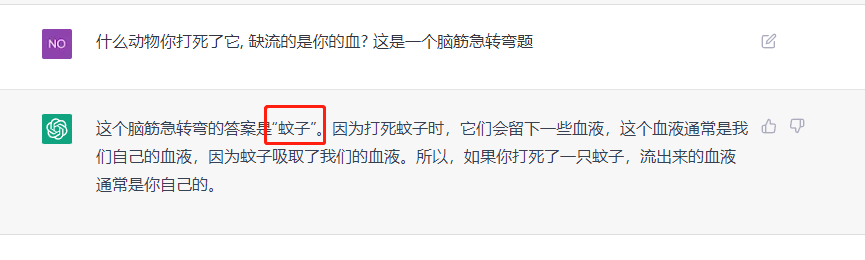 NO
什么动物你打死了它, 缺流的是你的血? 这是一个脑筋急转弯题
这个脑筋急转弯的答案是"蚊子"。因为打死蚊子时，它们会留下一些血液，这个血液通常是我
们自己的血液，因为蚊子吸取了我们的血液。所以，如果你打死了一只蚊子，流出来的血液
通常是你自己的。